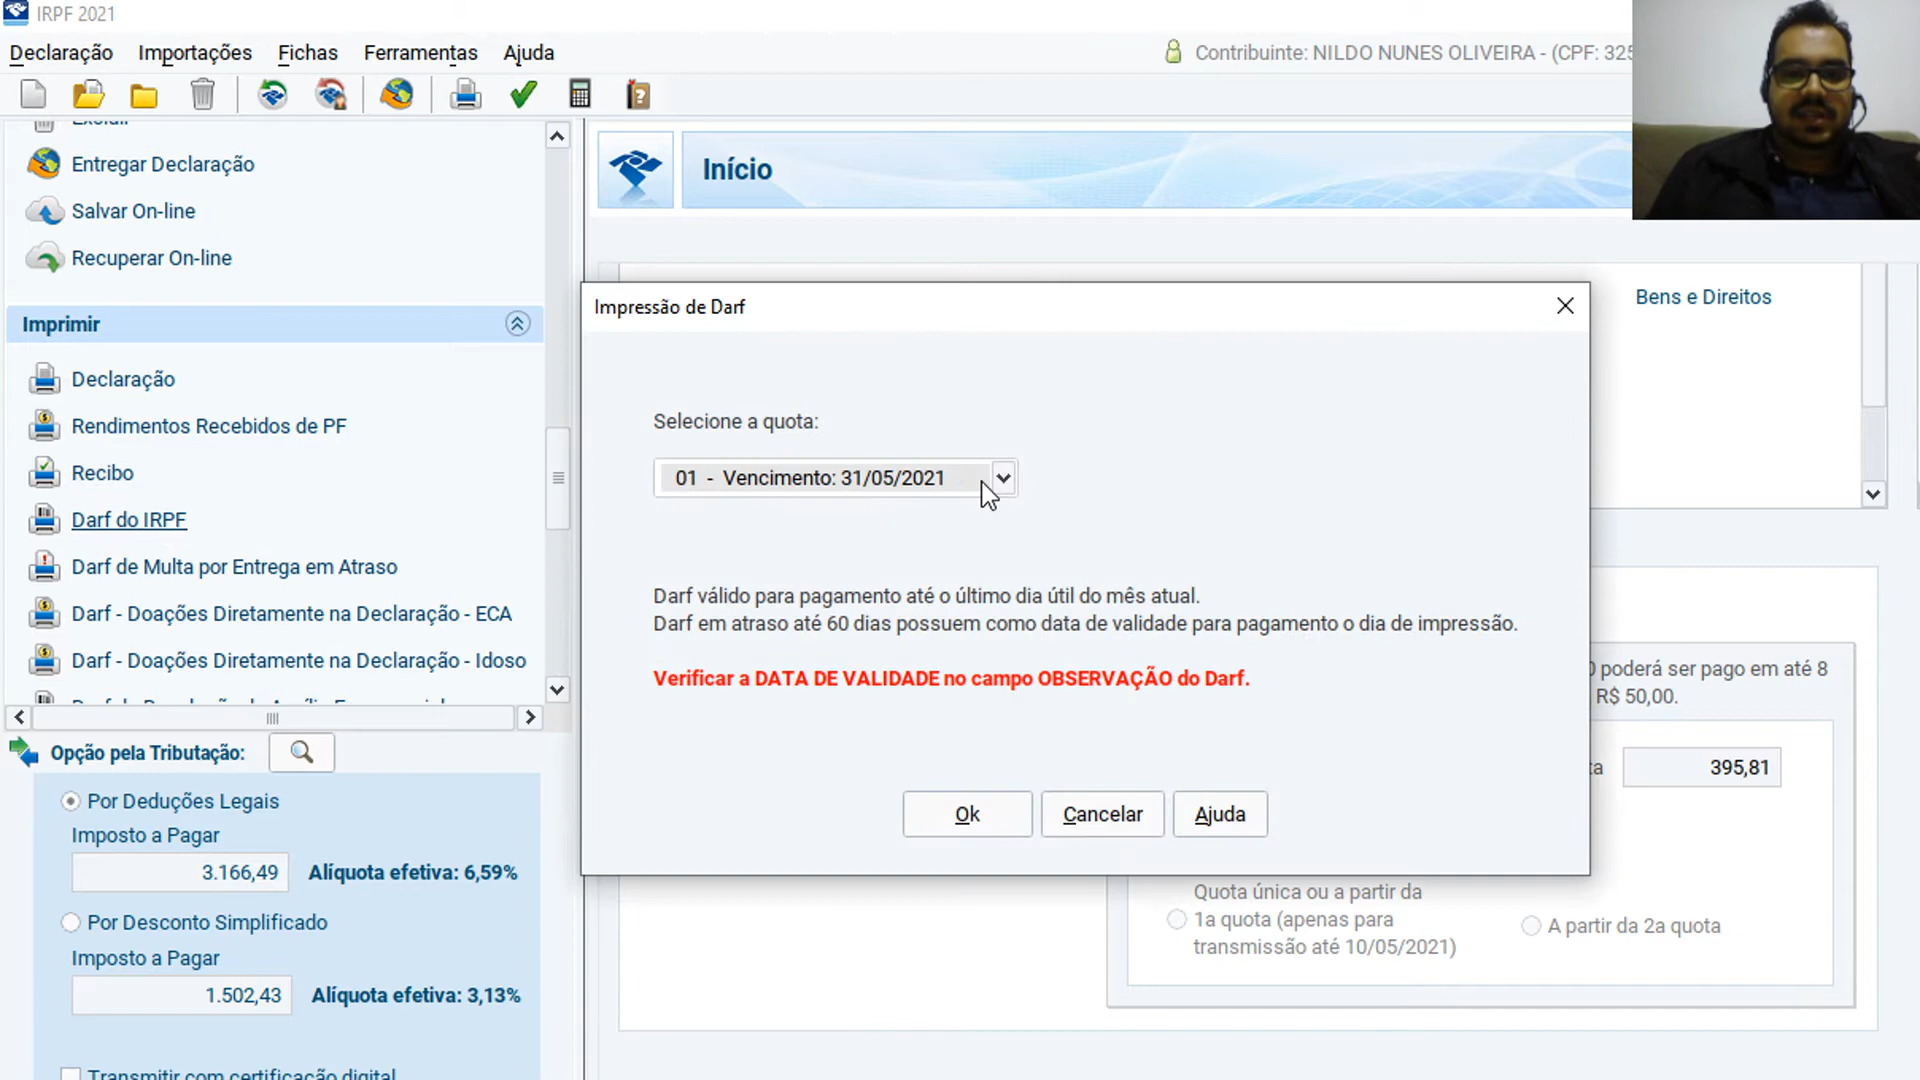 IRPF 2021
Declaração Importações Fichas Ferramentas Ajuda
Contribuinte: NILDO NUNES OLIVEIRA - (CPF: 325
Excluir
Entregar Declaração
Salvar On-line
Recuperar On-line
Imprimir
Declaração
Rendimentos Recebidos de PF
Recibo
Darf do IRPF
Darf de Multa por Entrega em Atraso
Darf - Doações Diretamente na Declaração - ECA
Darf - Doações Diretamente na Declaração - Idoso
Opção pela Tributação:
Por Deduções Legais
Imposto a Pagar
3.166,49 Alíquota efetiva: 6,59%
Por Desconto Simplificado
Imposto a Pagar
1.502,43 Alíquota efetiva: 3,13%
Transmitir com certificação digital
Início
Bens e Direitos
Impressão de Darf
Selecione a quota:
01 - Vencimento: 31/05/2021
Darf válido para pagamento até o último dia útil do mês atual.
Darf em atraso até 60 dias possuem como data de validade para pagamento o dia de impressão.
Verificar a DATA DE VALIDADE no campo OBSERVAÇÃO do Darf.
Ok Cancelar Ajuda
0 poderá ser pago em até 8
R$ 50,00.
ta 395,81
Quota única ou a partir da
1a quota (apenas para
transmissão até 10/05/2021)
A partir da 2a quota